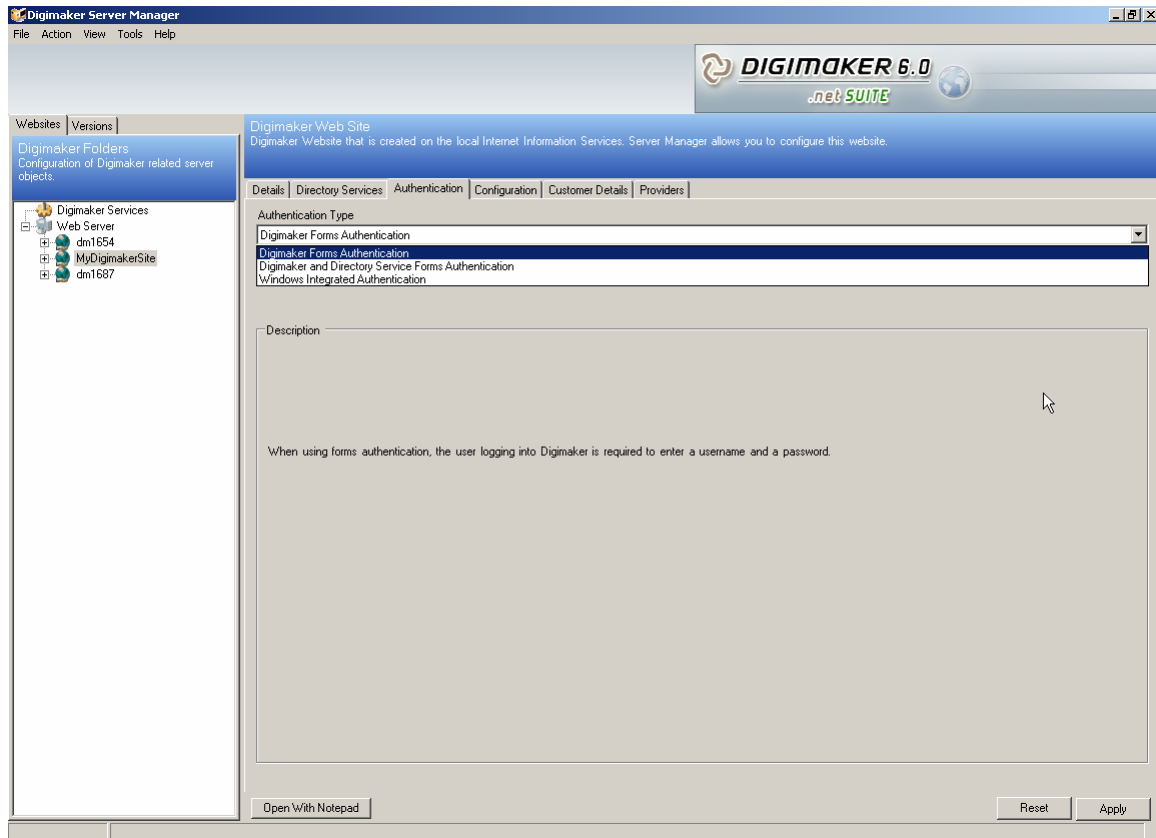 Digimaker Server Manager
File Action View Tools Help
DIGIMAKER 6.0
.net SUITE
Websites Versions
Digimaker Folders
Configuration of Digimaker related server
objects.
Digimaker Services
Web Server
dm1654
MyDigimakerSite
dm1687
Digimaker Web Site
Digimaker Website that is created on the local Internet Information Services. Server Manager allows you to configure this website.
Details Directory Services Authentication Configuration Customer Details Providers
Authentication Type
Digimaker Forms Authentication
Digimaker Forms Authentication
Digimaker and Directory Service Forms Authentication
Windows Integrated Authentication
Description
When using forms authentication, the user logging into Digimaker is required to enter a username and a password.
Open With Notepad Reset Apply